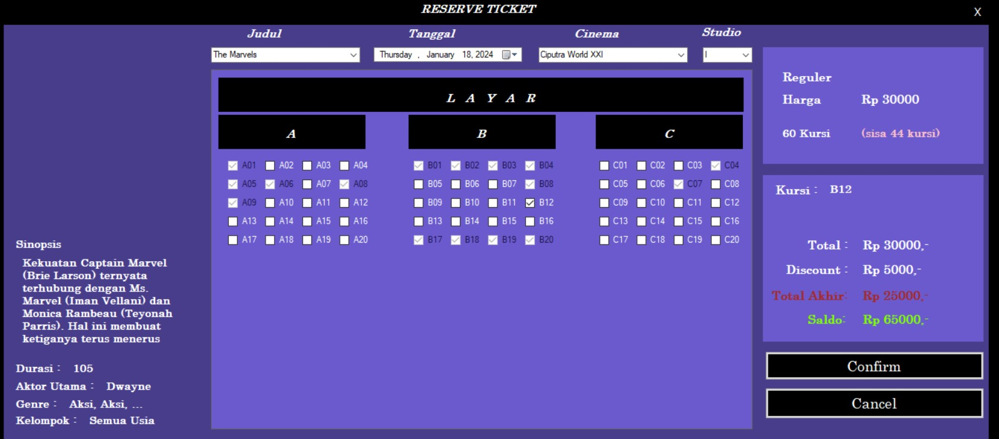 RESERVE TICKET
X
Judul Tanggal Cinema Studio
The Marvels Thursday , January 18, 2024 Ciputra World XXI I
L A Y A R
A B C
A01 A02 A03 A04 B01 B02 B03 B04 C01 C02 C03 C04
A05 A06 A07 A08 B05 B06 B07 B08 C05 C06 C07 C08
A09 A10 A11 A12 B09 B10 B11 B12 C09 C10 C11 C12
A13 A14 A15 A16 B13 B14 B15 B16 C13 C14 C15 C16
A17 A18 A19 A20 B17 B18 B19 B20 C17 C18 C19 C20
Sinopsis
Kekuatan Captain Marvel
(Brie Larson) ternyata
terhubung dengan Ms.
Marvel (Iman Vellani) dan
Monica Rambeau (Teyonah
Parris). Hal ini membuat
ketiganya terus menerus
Durasi : 105
Aktor Utama : Dwayne
Genre : Aksi, Aksi, ...
Kelompok : Semua Usia
Reguler
Harga Rp 30000
60 Kursi (sisa 44 kursi)
Kursi : B12
Total : Rp 30000,-
Discount : Rp 5000,-
Total Akhir: Rp 25000,-
Saldo: Rp 65000,-
Confirm
Cancel